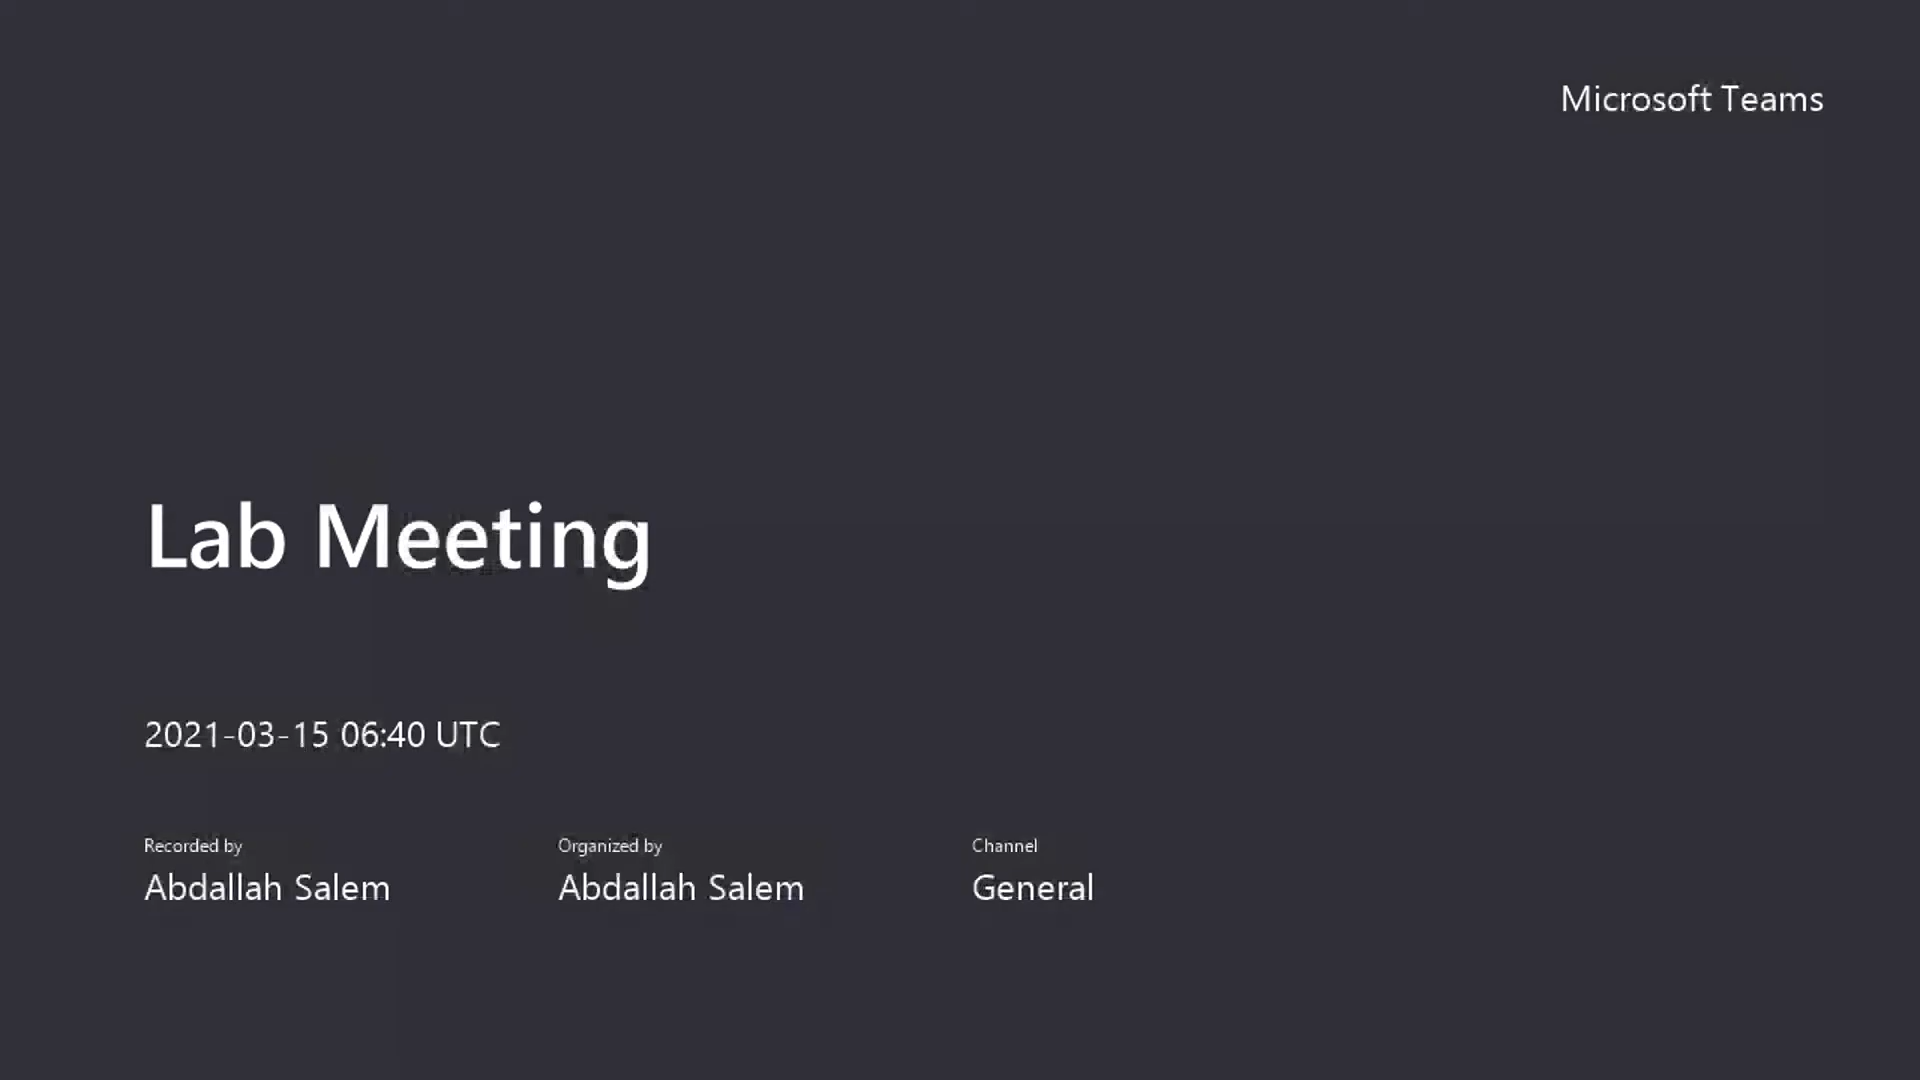 Microsoft Teams
Lab Meeting
2021-03-15 06:40 UTC
Recorded by
Abdallah Salem
Organized by
Abdallah Salem
Channel
General